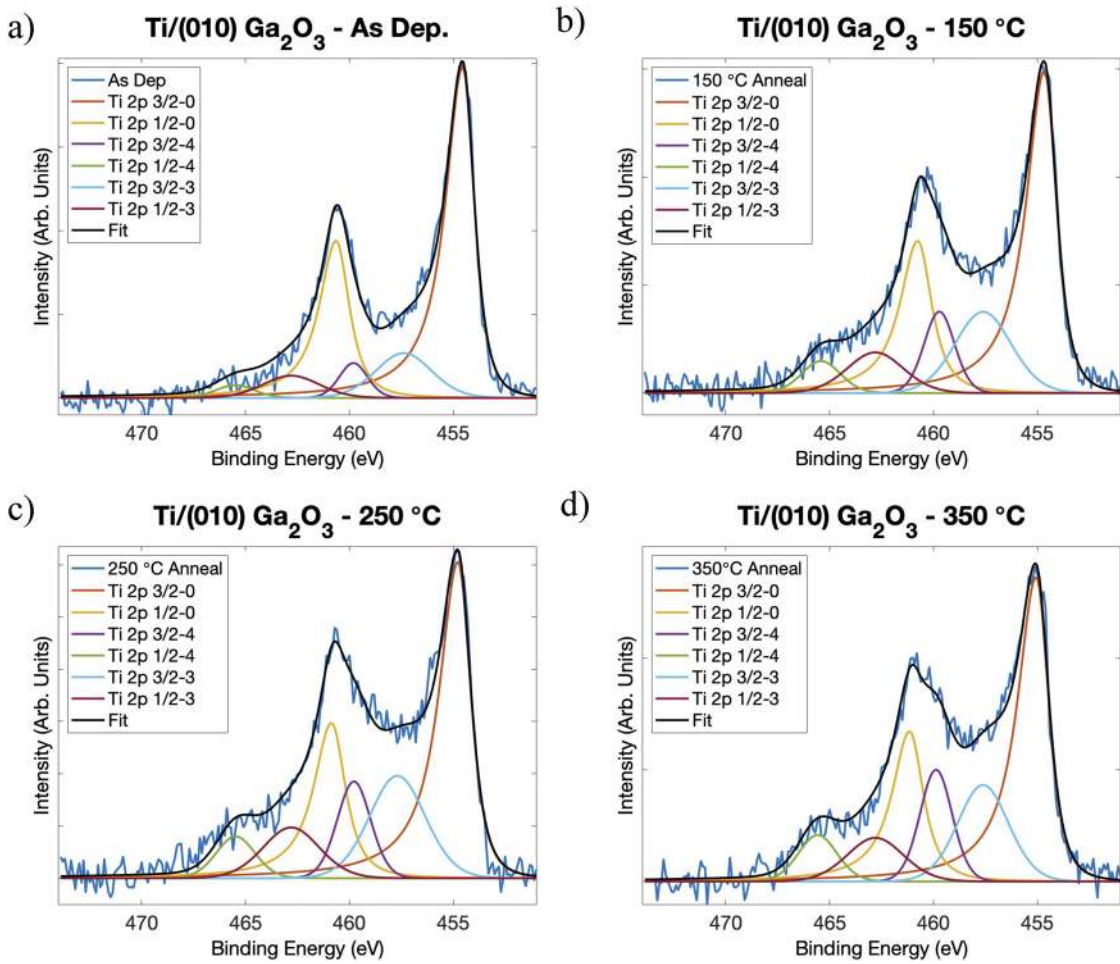 a)
Ti/(010) Ga2O3 - As Dep.
As Dep
Ti 2p 3/2-0
Ti 2p 1/2-0
Ti 2p 3/2-4
Ti 2p 1/2-4
Ti 2p 3/2-3
Ti 2p 1/2-3
Fit
Intensity (Arb. Units)
470 465 460 455
Binding Energy (eV)
b)
Ti/(010) Ga2O3 - 150 °C
150 °C Anneal
Ti 2p 3/2-0
Ti 2p 1/2-0
Ti 2p 3/2-4
Ti 2p 1/2-4
Ti 2p 3/2-3
Ti 2p 1/2-3
Fit
Intensity (Arb. Units)
470 465 460 455
Binding Energy (eV)
c)
Ti/(010) Ga2O3 - 250 °C
250 °C Anneal
Ti 2p 3/2-0
Ti 2p 1/2-0
Ti 2p 3/2-4
Ti 2p 1/2-4
Ti 2p 3/2-3
Ti 2p 1/2-3
Fit
Intensity (Arb. Units)
470 465 460 455
Binding Energy (eV)
d)
Ti/(010) Ga2O3 - 350 °C
350°C Anneal
Ti 2p 3/2-0
Ti 2p 1/2-0
Ti 2p 3/2-4
Ti 2p 1/2-4
Ti 2p 3/2-3
Ti 2p 1/2-3
Fit
Intensity (Arb. Units)
470 465 460 455
Binding Energy (eV)